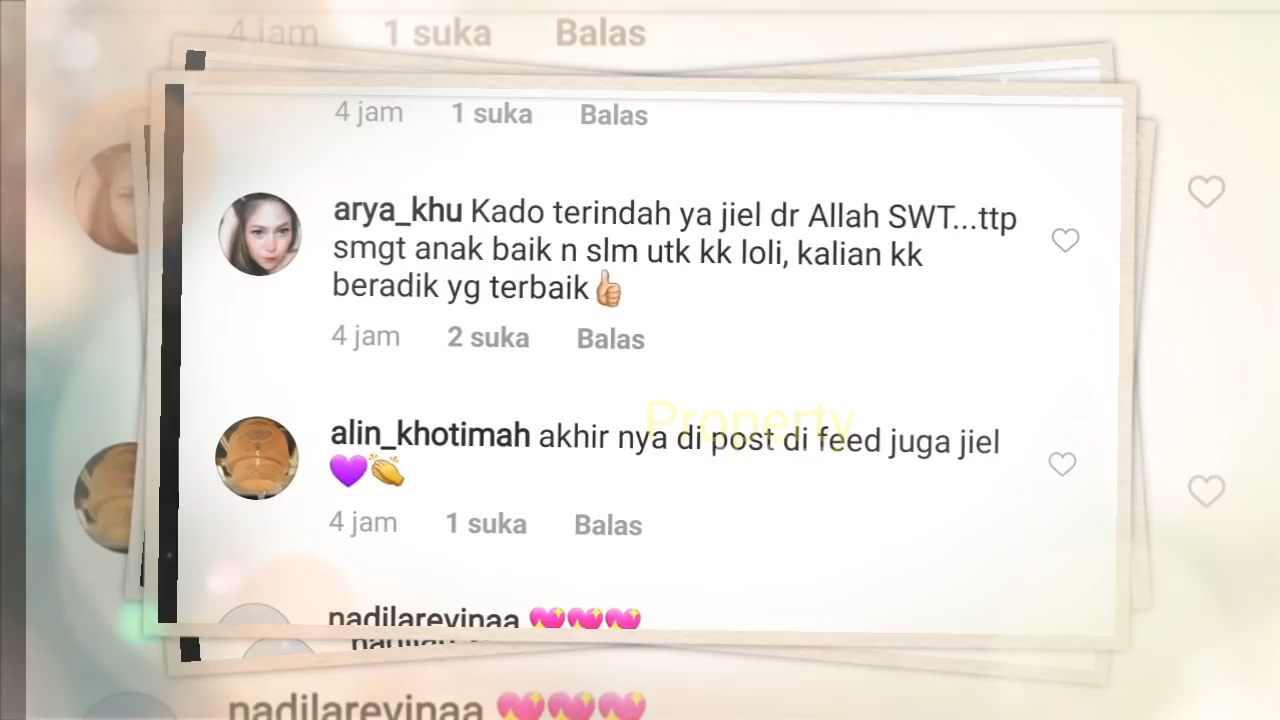 4 jam 1 suka Balas
4 jam 1 suka Balas
arya_khu Kado terindah ya jiel dr Allah SWT...ttp
smgt anak baik n slm utk kk loli, kalian kk
beradik yg terbaik👍
4 jam 2 suka Balas
Property
alin_khotimah akhir nya di post di feed juga jiel
💜👏
4 jam 1 suka Balas
nadilarevinaa 💖💖💖
nadilarevinaa 💖💖💖